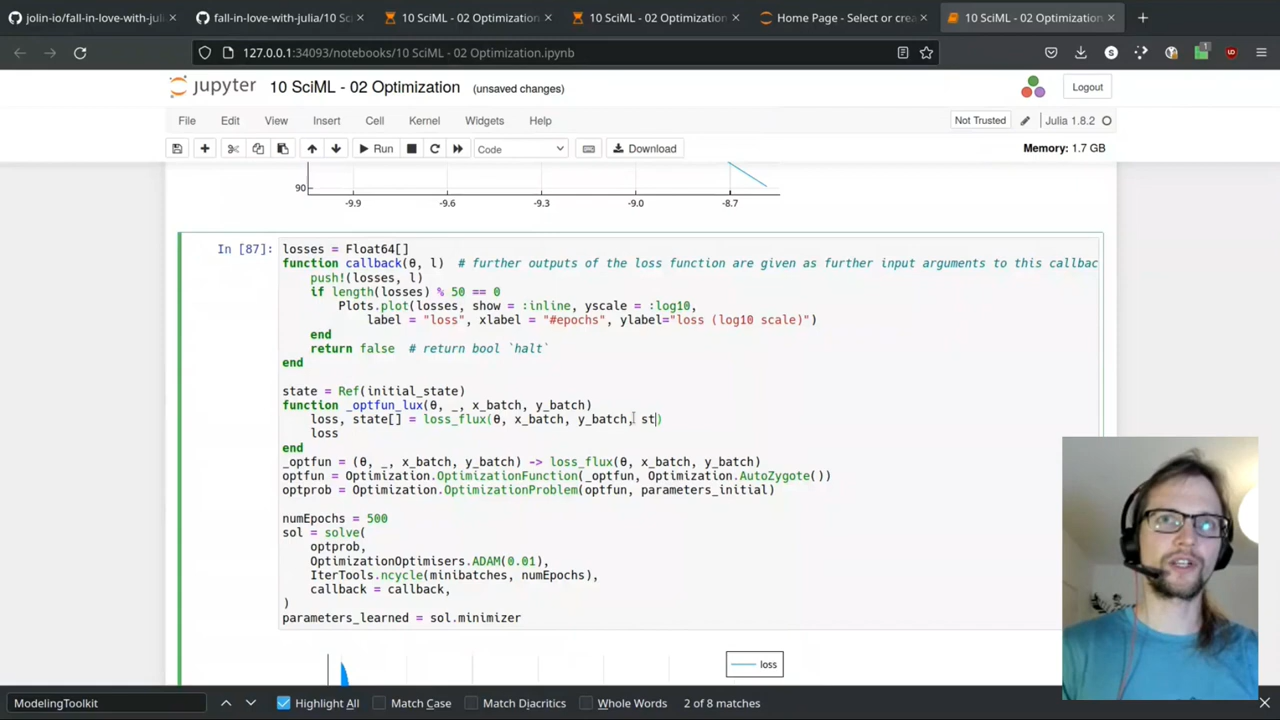 jolin-io/fall-in-love-with-juli
fall-in-love-with-julia/10 S
10 SciML - 02 Optimization
10 SciML - 02 Optimization
Home Page - Select or crea
10 SciML - 02 Optimization
127.0.0.1:34093/notebooks/10 SciML - 02 Optimization.ipynb
jupyter 10 SciML - 02 Optimization (unsaved changes)
Logout
File Edit View Insert Cell Kernel Widgets Help
Not Trusted Julia 1.8.2
Run Code Download
Memory: 1.7 GB
90
-9.9 -9.6 -9.3 -9.0 -8.7
In [87]: losses = Float64[]
function callback(θ, l)  # further outputs of the loss function are given as further input arguments to this callbac
push!(losses, l)
if length(losses) % 50 == 0
Plots.plot(losses, show = :inline, yscale = :log10,
label = "loss", xlabel = "#epochs", ylabel="loss (log10 scale)")
end
return false  # return bool `halt`
end
state = Ref(initial_state)
function _optfun_lux(θ, _, x_batch, y_batch)
loss, state[] = loss_flux(θ, x_batch, y_batch, st)
loss
end
_optfun = (θ, _, x_batch, y_batch) -> loss_flux(θ, x_batch, y_batch)
optfun = Optimization.OptimizationFunction(_optfun, Optimization.AutoZygote())
optprob = Optimization.OptimizationProblem(optfun, parameters_initial)
numEpochs = 500
sol = solve(
optprob,
OptimizationOptimisers.ADAM(0.01),
IterTools.ncycle(minibatches, numEpochs),
callback = callback,
)
parameters_learned = sol.minimizer
loss
ModelingToolkit Highlight All Match Case Match Diacritics Whole Words 2 of 8 matches